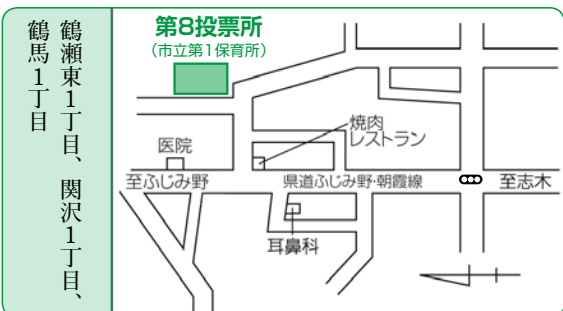 鶴瀬東1丁目、関沢1丁目、
鶴馬1丁目
第8投票所
(市立第1保育所)
焼肉
レストラン
医院
至ふじみ野
県道ふじみ野・朝霞線
至志木
耳鼻科